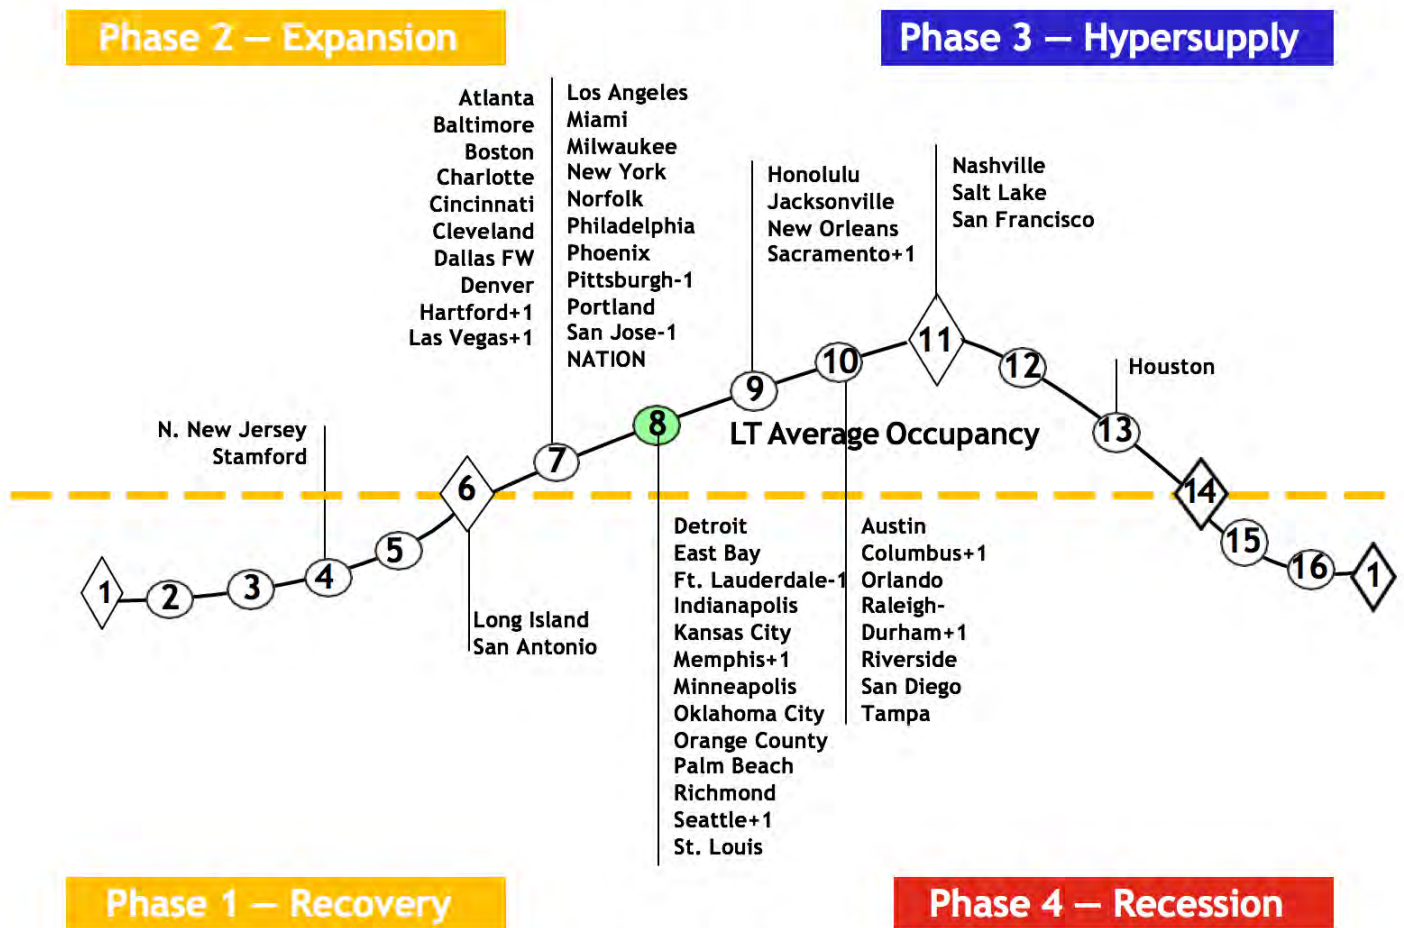 Phase 2 — Expansion
Phase 3 — Hypersupply
Atlanta
Baltimore
Boston
Charlotte
Cincinnati
Cleveland
Dallas FW
Denver
Hartford+1
Las Vegas+1
Los Angeles
Miami
Milwaukee
New York
Norfolk
Philadelphia
Phoenix
Pittsburgh-1
Portland
San Jose-1
NATION
Honolulu
Jacksonville
New Orleans
Sacramento+1
Nashville
Salt Lake
San Francisco
Houston
N. New Jersey
Stamford
LT Average Occupancy
1
2
3
4
5
6
7
8
9
10
11
12
13
14
15
16
1
Long Island
San Antonio
Detroit
East Bay
Ft. Lauderdale-1
Indianapolis
Kansas City
Memphis+1
Minneapolis
Oklahoma City
Orange County
Palm Beach
Richmond
Seattle+1
St. Louis
Austin
Columbus+1
Orlando
Raleigh-
Durham+1
Riverside
San Diego
Tampa
Phase 1 — Recovery
Phase 4 — Recession